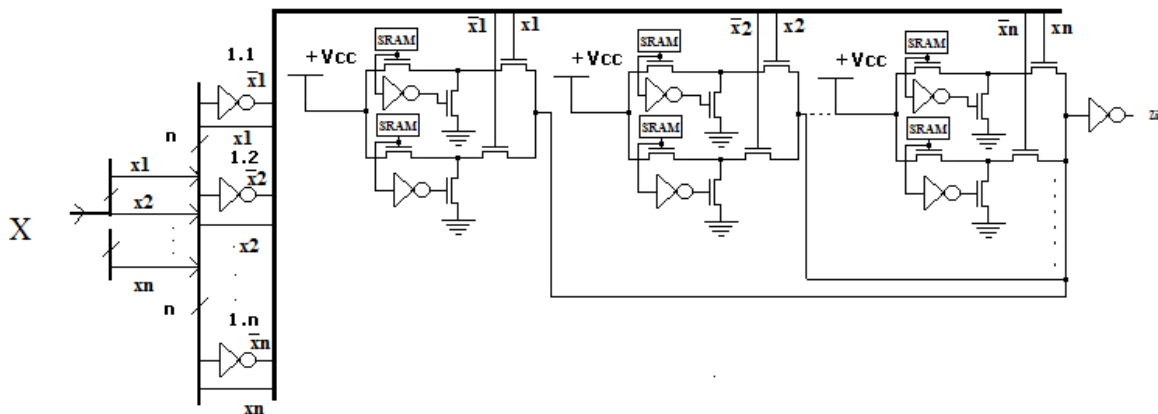 x̅1 x1
x̅2 x2
x̅n xn
+Vcc SRAM
SRAM
+Vcc SRAM
SRAM
+Vcc SRAM
SRAM
1.1
x̅1
n
x1
1.2
x1
x̅2
X
x2
x2
xn
n
1.n
x̅n
xn